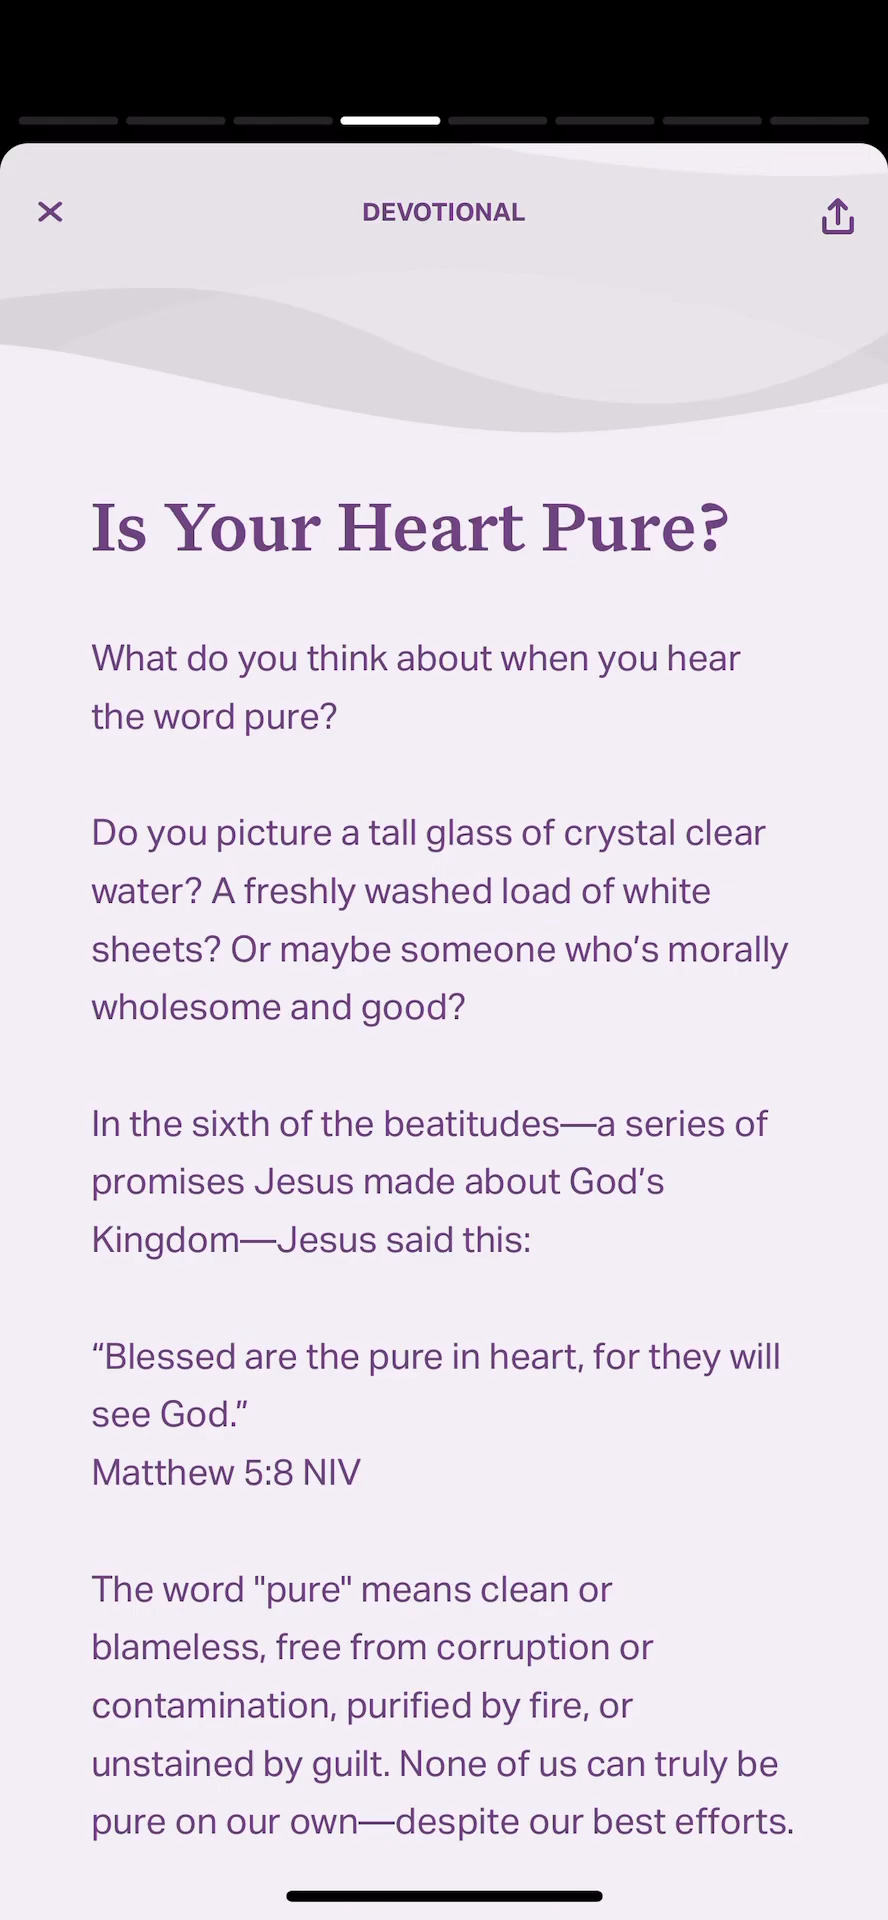 DEVOTIONAL
Is Your Heart Pure?
What do you think about when you hear
the word pure?
Do you picture a tall glass of crystal clear
water? A freshly washed load of white
sheets? Or maybe someone who’s morally
wholesome and good?
In the sixth of the beatitudes—a series of
promises Jesus made about God’s
Kingdom—Jesus said this:
“Blessed are the pure in heart, for they will
see God.”
Matthew 5:8 NIV
The word "pure" means clean or
blameless, free from corruption or
contamination, purified by fire, or
unstained by guilt. None of us can truly be
pure on our own—despite our best efforts.